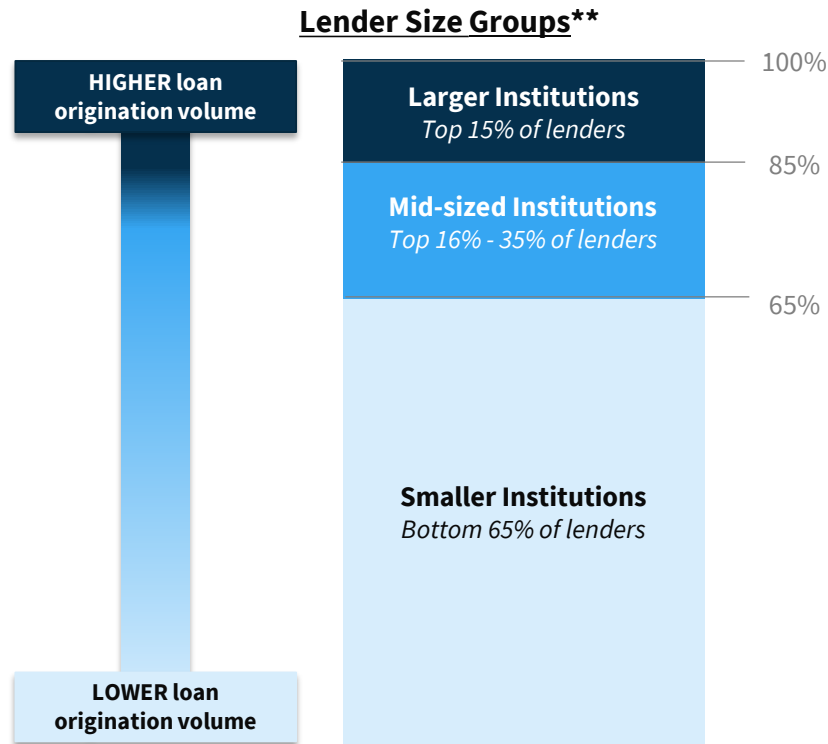 Lender Size Groups**
HIGHER loan
origination volume
Larger Institutions
Top 15% of lenders
100%
85%
Mid-sized Institutions
Top 16% - 35% of lenders
65%
Smaller Institutions
Bottom 65% of lenders
LOWER loan
origination volume